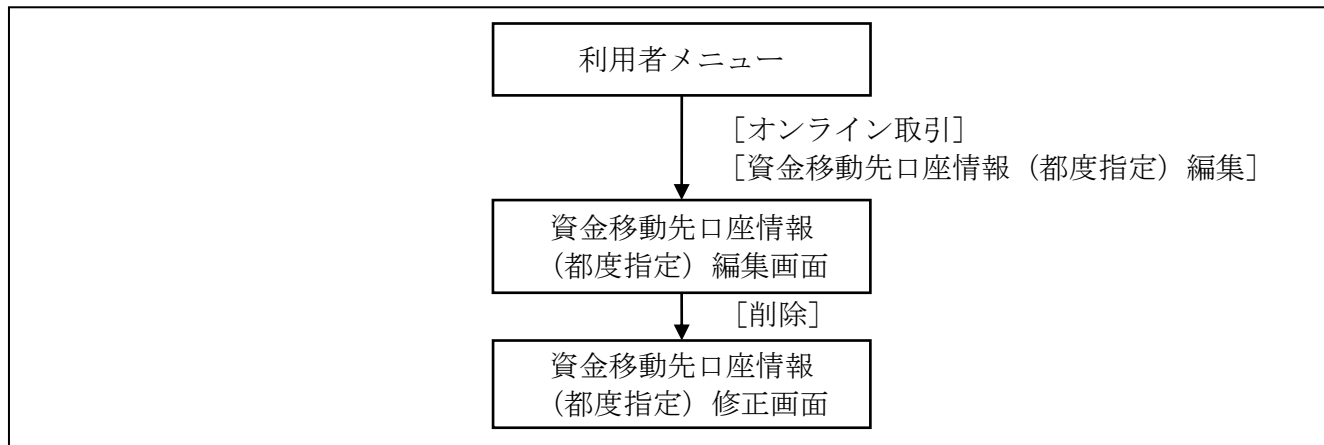 利用者メニュー
［オンライン取引］
［資金移動先口座情報（都度指定）編集］
資金移動先口座情報
（都度指定）編集画面
［削除］
資金移動先口座情報
（都度指定）修正画面